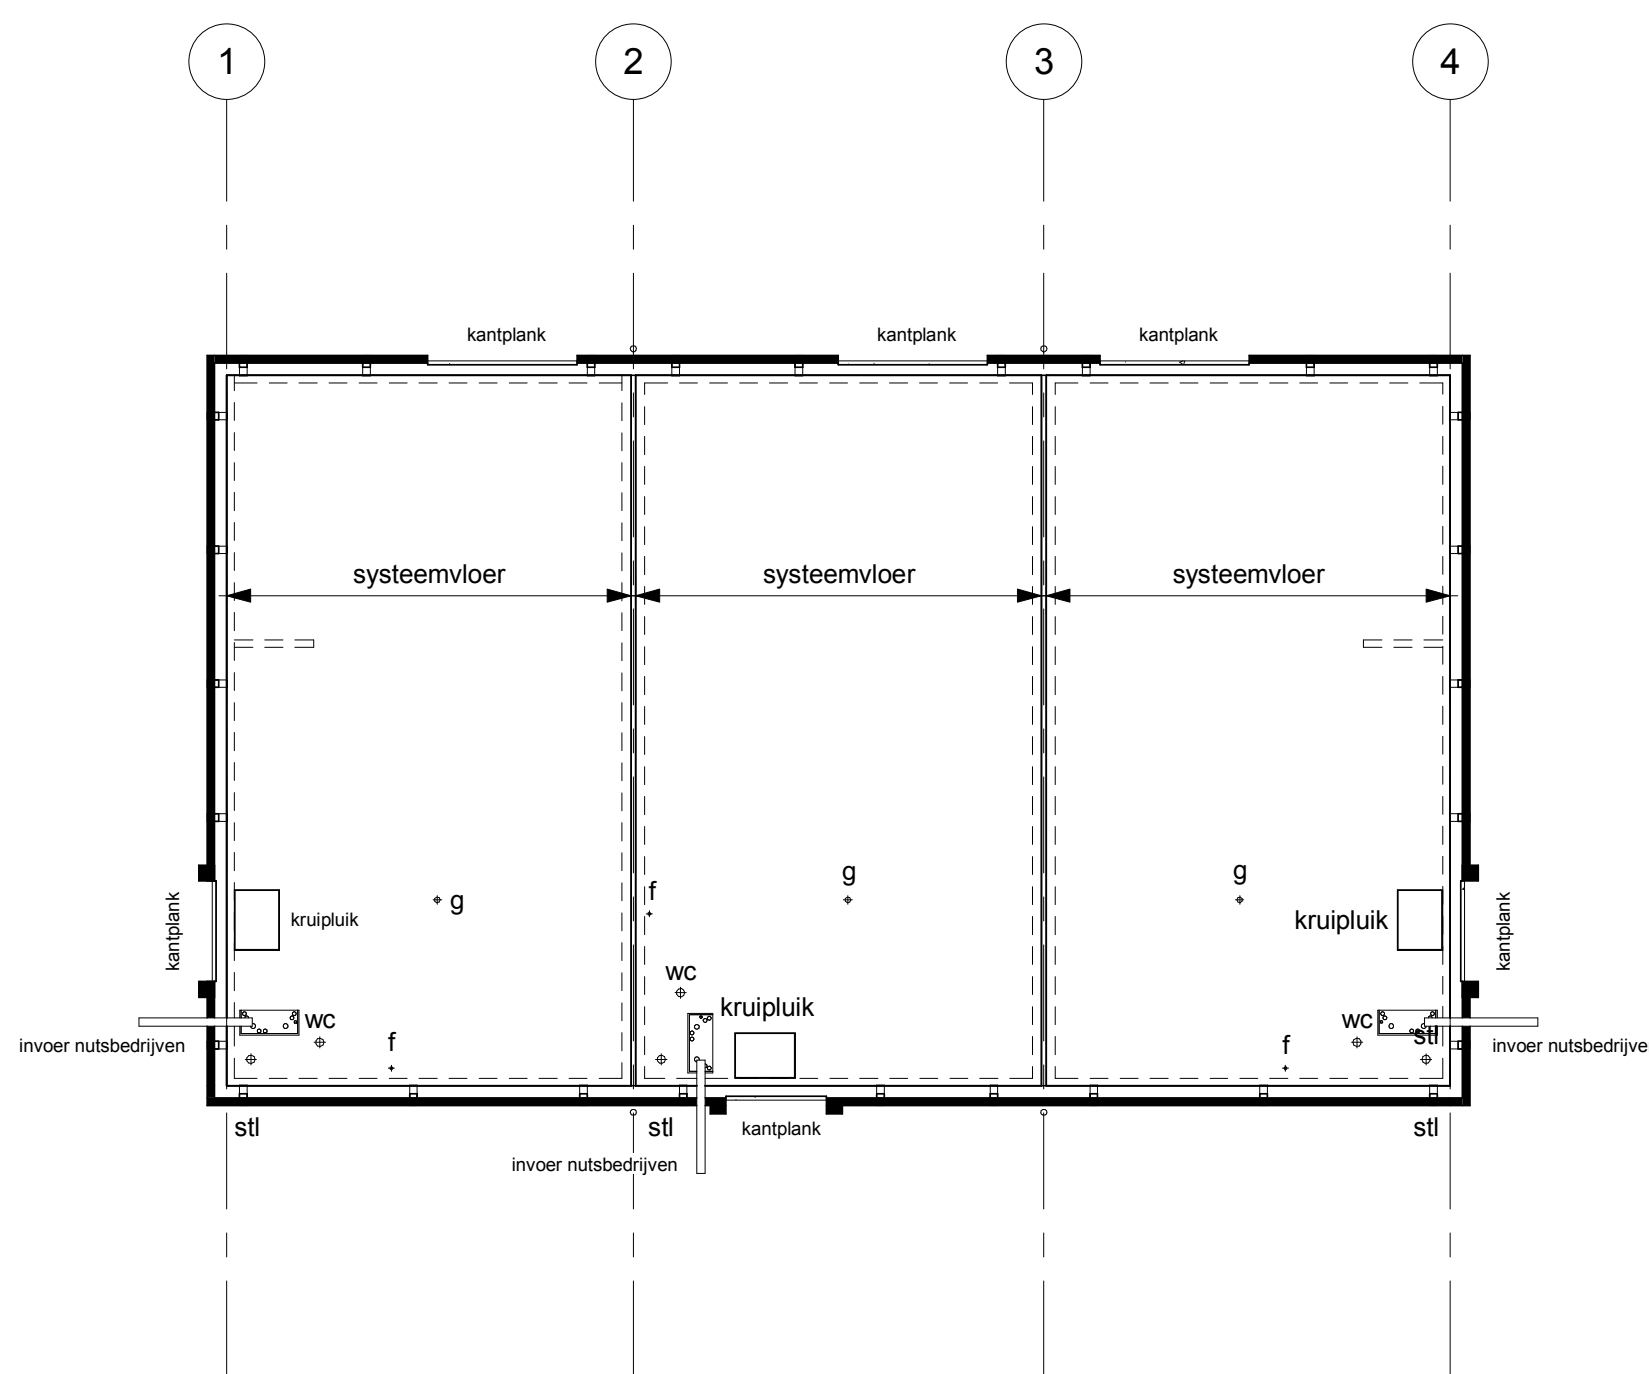 1 2 3 4
kantplank kantplank kantplank
systeemvloer systeemvloer systeemvloer
g g g
f
kantplank
kruipluik
kruipluik
kantplank
wc
kruipluik
wc
f
wc
stl
f
invoer nutsbedrijven
invoer nutsbedrijve
stl stl stl
kantplank
invoer nutsbedrijven